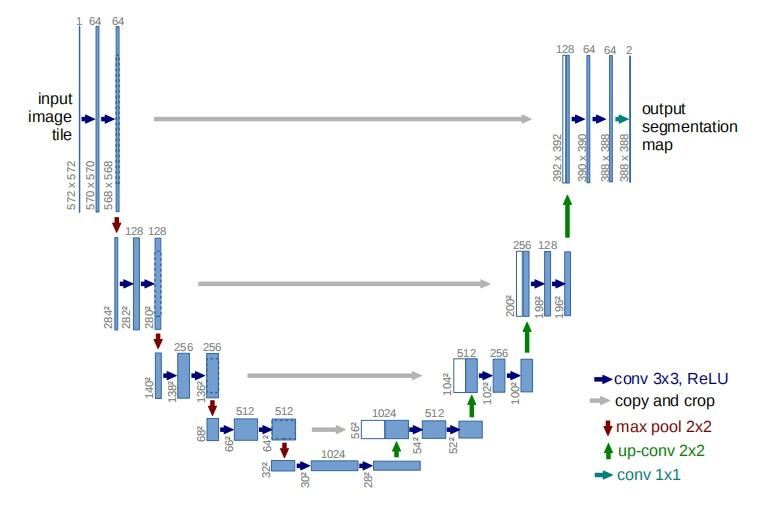 1 64 64
128 64 64 2
input
image
tile
output
segmentation
map
572 x 572
570 x 570
568 x 568
392 x 392
390 x 390
388 x 388
388 x 388
128 128
256 128
284²
282²
280²
200²
198²
196²
256 256
512 256
140²
138²
136²
104²
102²
100²
512 512
1024 512
68²
66²
64²
56²
54²
52²
1024
32²
30²
28²
conv 3x3, ReLU
copy and crop
max pool 2x2
up-conv 2x2
conv 1x1